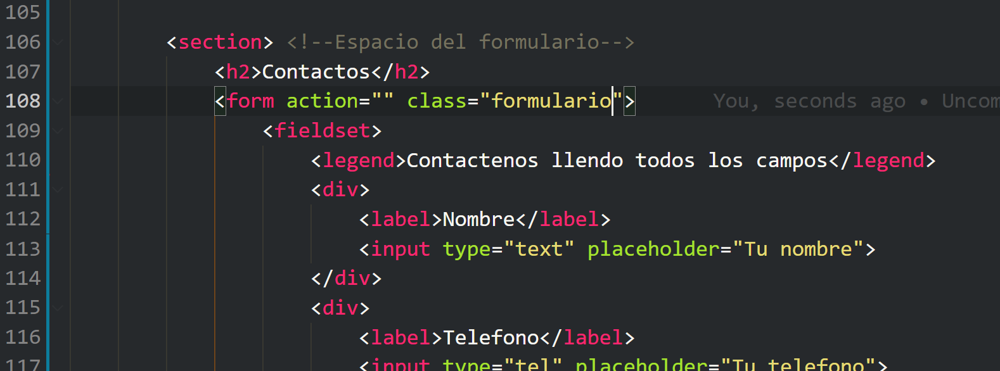 105
106 <section> <!--Espacio del formulario-->
107 <h2>Contactos</h2>
108 <form action="" class="formulario"> You, seconds ago • Uncom
109 <fieldset>
110 <legend>Contactenos llendo todos los campos</legend>
111 <div>
112 <label>Nombre</label>
113 <input type="text" placeholder="Tu nombre">
114 </div>
115 <div>
116 <label>Telefono</label>
117 <input type="tel" placeholder="Tu telefono">